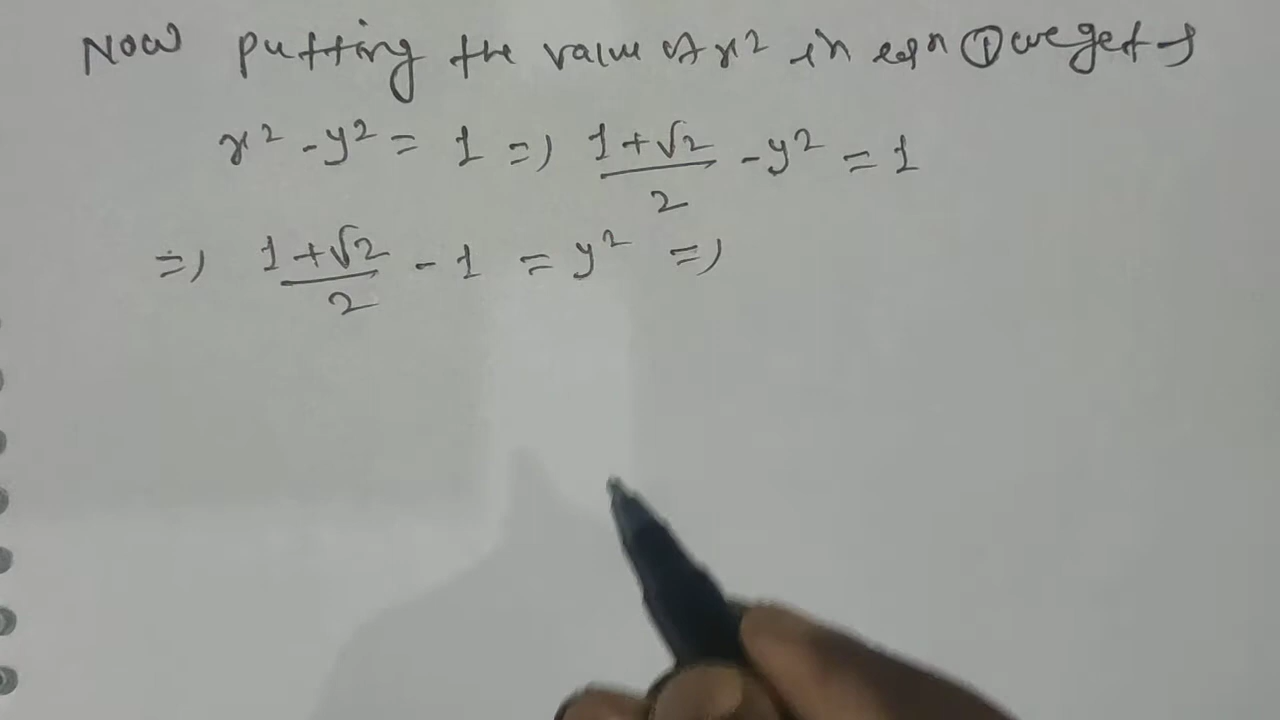 Now putting the value of x² in eqn ① we get →
x² - y² = 1 ⇒ (1+√2)/2 - y² = 1
⇒ (1+√2)/2 - 1 = y² ⇒